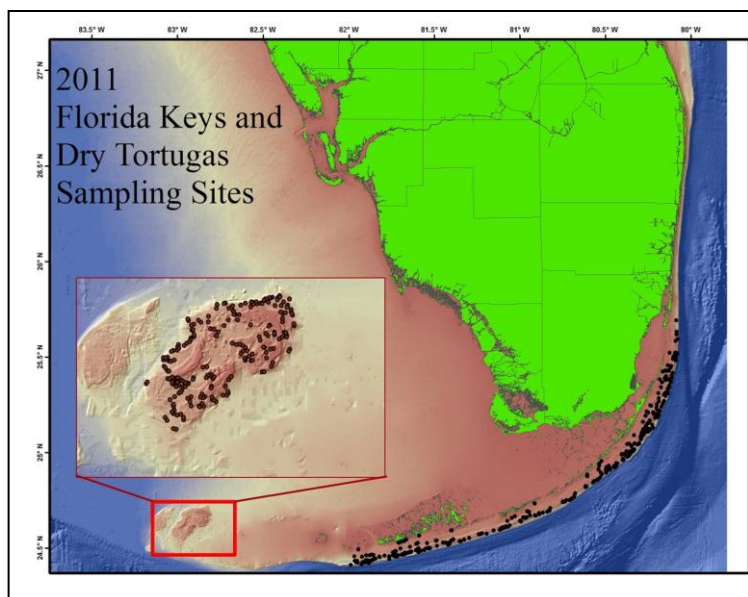 83.5° W 83° W 82.5° W 82° W 81.5° W 81° W 80.5° W 80° W
2011
Florida Keys and
Dry Tortugas
Sampling Sites
27° N
26.5° N
26° N
25.5° N
25° N
24.5° N